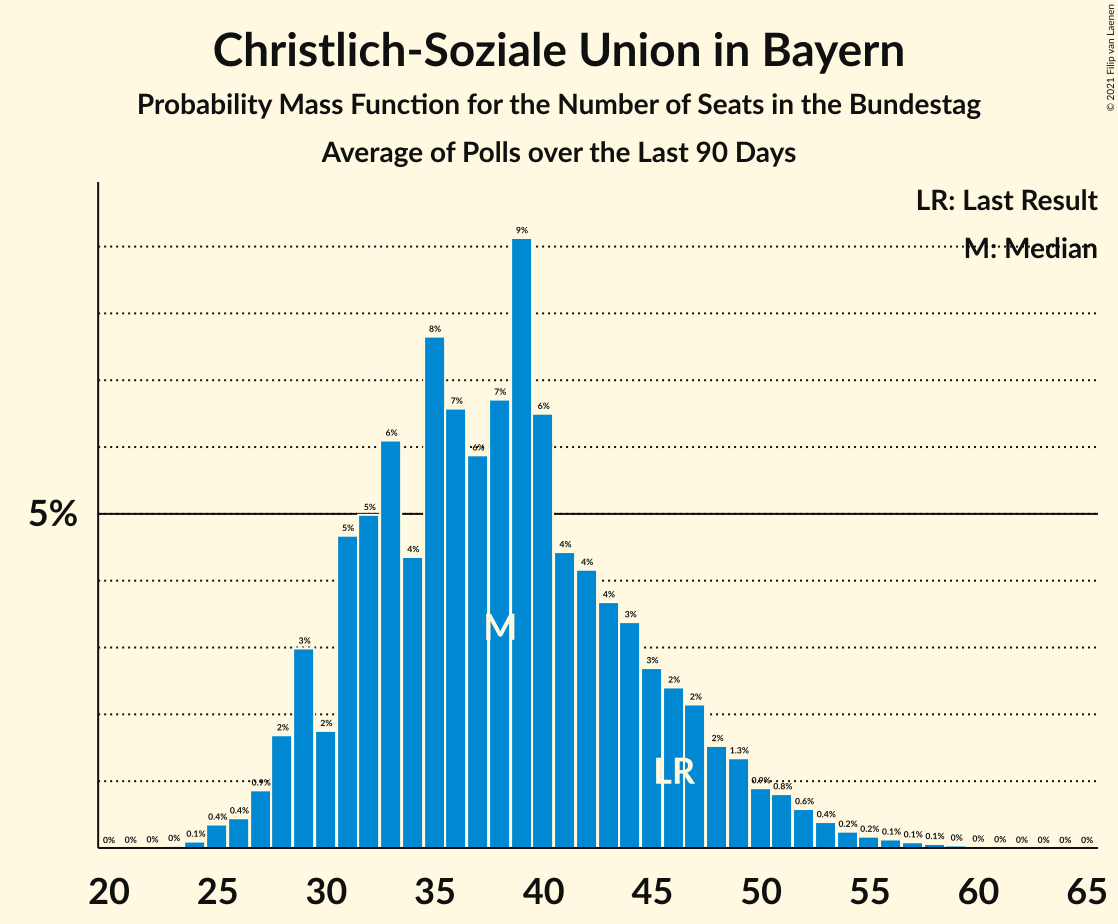 Christlich-Soziale Union in Bayern
Probability Mass Function for the Number of Seats in the Bundestag
Average of Polls over the Last 90 Days
© 2021 Filip van Laenen
LR: Last Result
M: Median
5%
0% 0% 0% 0% 0.1% 0.4% 0.4% 0.9% 2% 3% 2% 5% 5% 6% 4% 8% 7% 6% 7% 9% 6% 4% 4% 4% 3% 3% 2% 2% 2% 1.3% 0.9% 0.8% 0.6% 0.4% 0.2% 0.2% 0.1% 0.1% 0.1% 0% 0% 0% 0% 0% 0% 0%
M
LR
20 25 30 35 40 45 50 55 60 65